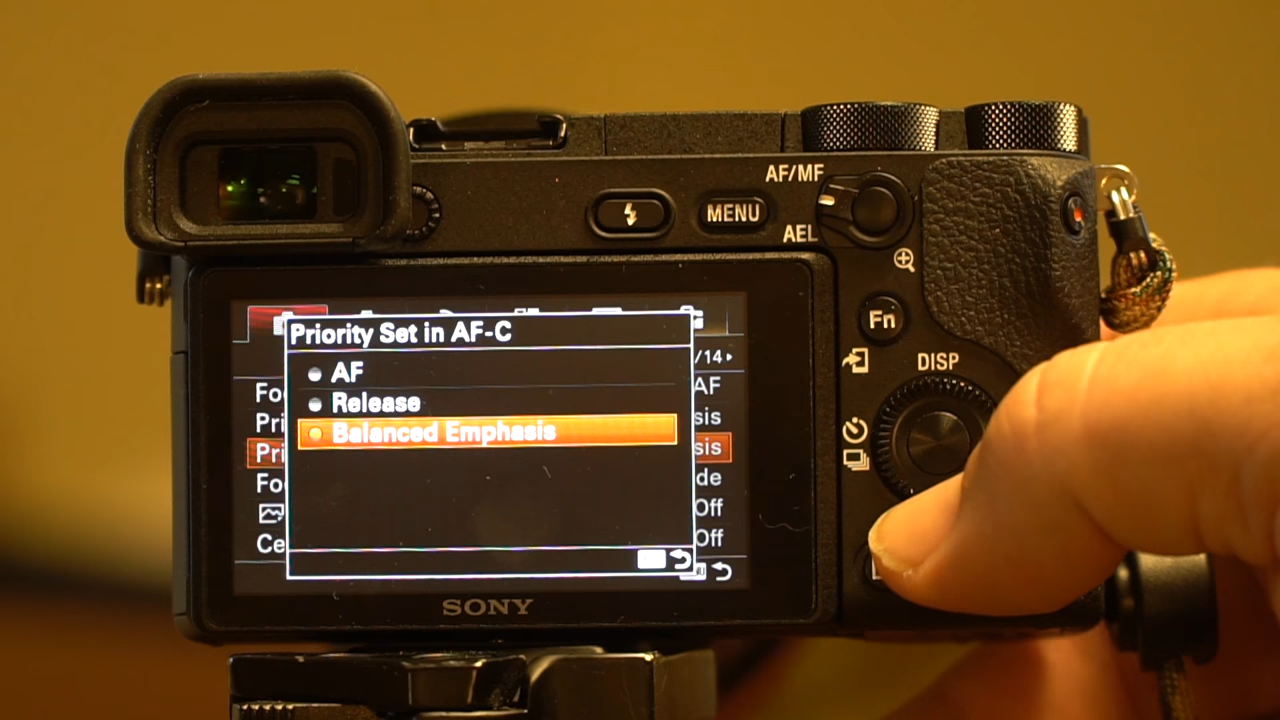 AF/MF
MENU
AEL
Fn
DISP
Priority Set in AF-C
AF
Release
Balanced Emphasis
/14
Foc
AF
Pri
sis
Pri
sis
Fo
de
Off
Ce
Off
SONY